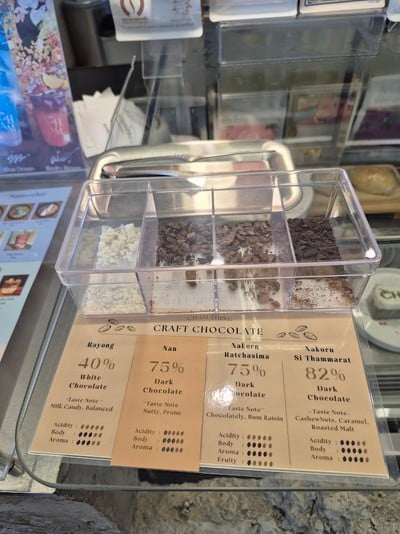 CRAFT CHOCOLATE
Rayong
40%
White
Chocolate
-Taste Note-
Milk Candy, Balanced
Acidity
Body
Aroma
Nan
75%
Dark
Chocolate
-Taste Note-
Nutty, Prune
Acidity
Body
Aroma
Nakorn
Ratchasima
75%
Dark
Chocolate
-Taste Note-
Chocolately, Rum Raisin
Acidity
Body
Aroma
Fruity
Nakorn
Si Thammarat
82%
Dark
Chocolate
-Taste Note-
CashewNuts, Caramel,
Roasted Malt
Acidity
Body
Aroma